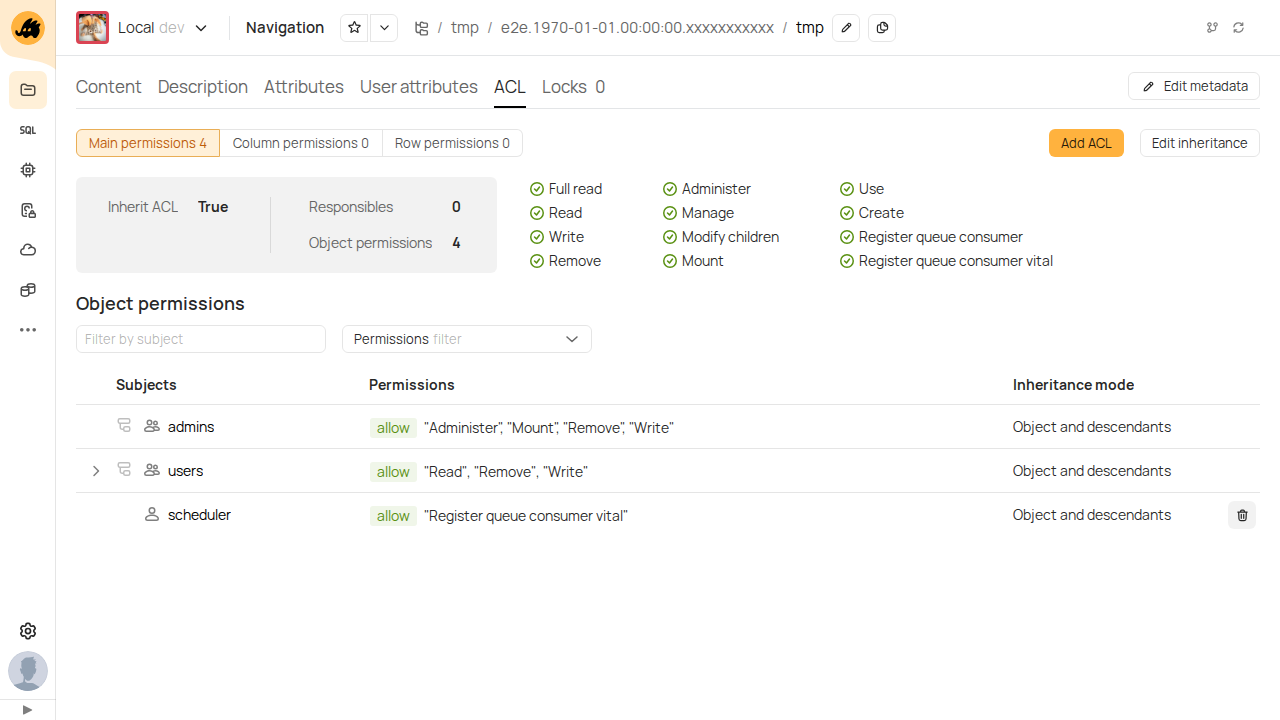 Local dev
Navigation
/ tmp / e2e.1970-01-01.00:00:00.xxxxxxxxxxx / tmp
SQL
Content Description Attributes User attributes ACL Locks 0
Edit metadata
Main permissions 4 Column permissions 0 Row permissions 0
Add ACL Edit inheritance
Inherit ACL True
Responsibles 0
Object permissions 4
Full read
Read
Write
Remove
Administer
Manage
Modify children
Mount
Use
Create
Register queue consumer
Register queue consumer vital
Object permissions
Filter by subject
Permissions filter
Subjects Permissions Inheritance mode
admins allow "Administer", "Mount", "Remove", "Write" Object and descendants
users allow "Read", "Remove", "Write" Object and descendants
scheduler allow "Register queue consumer vital" Object and descendants